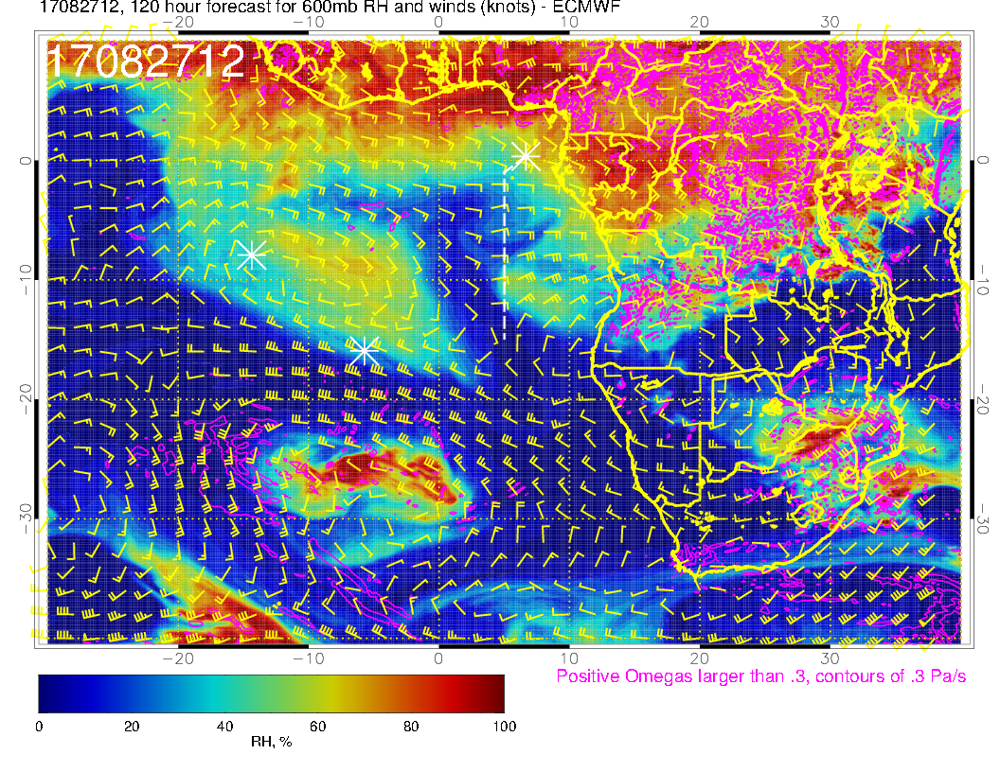 17082712, 120 hour forecast for 600mb RH and winds (knots) - ECMWF
−20 −10 0 10 20 30
17082712
0 0
−10 −10
−20 −20
−30 −30
−20 −10 0 10 20 30
Positive Omegas larger than .3, contours of .3 Pa/s
0 20 40 60 80 100
RH, %